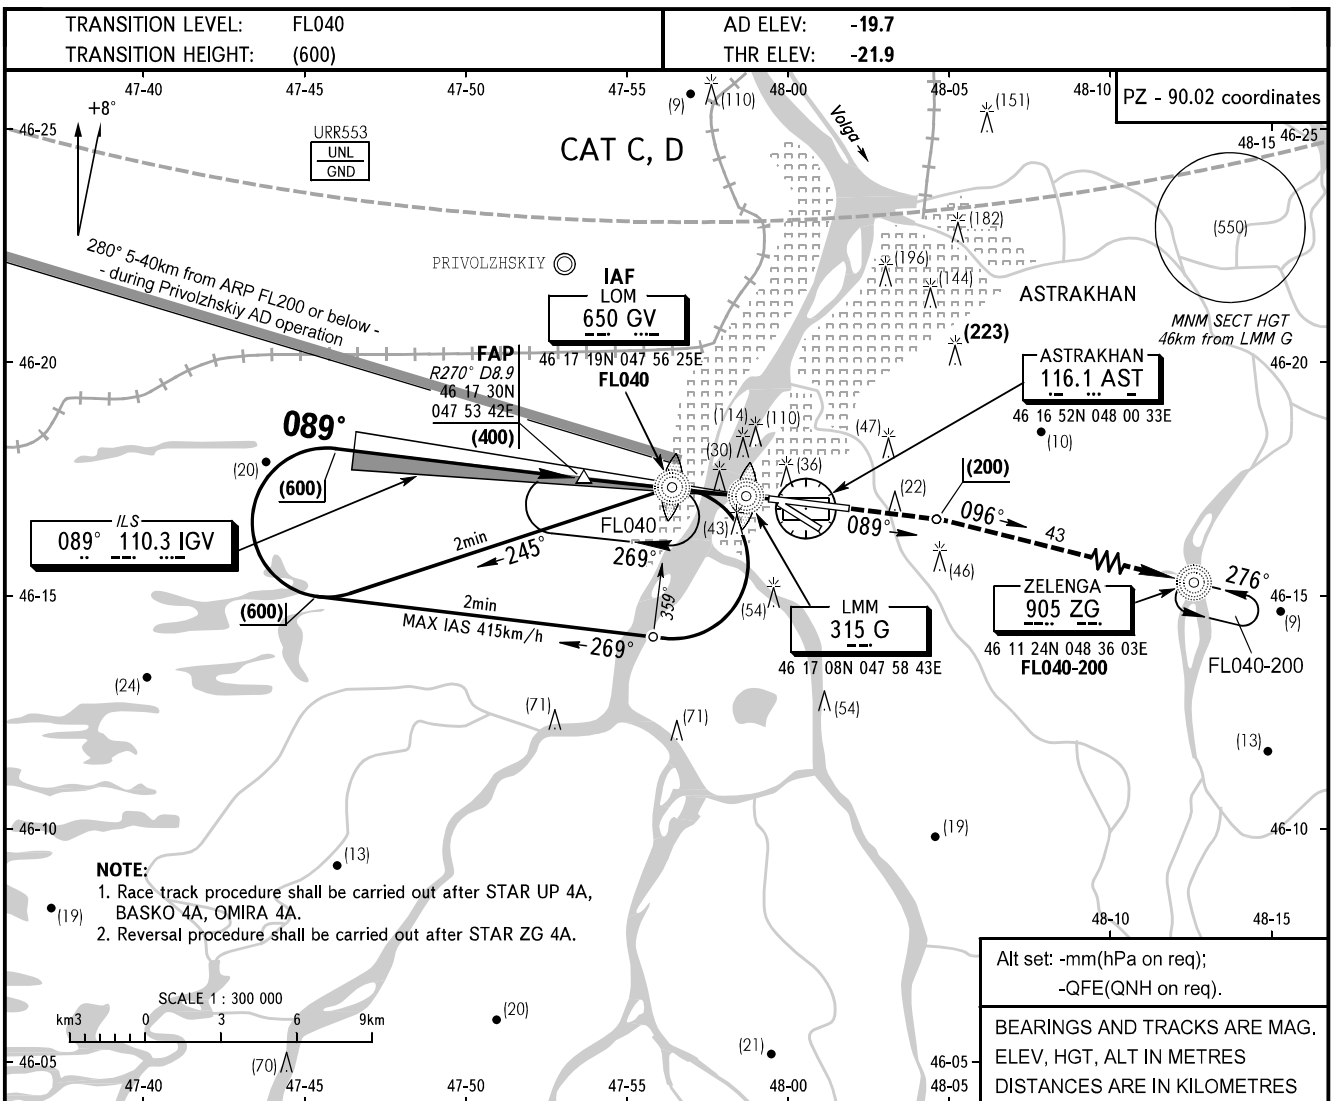 TRANSITION LEVEL: FL040
TRANSITION HEIGHT: (600)
AD ELEV: -19.7
THR ELEV: -21.9
47-40 47-45 47-50 47-55 48-00 48-05 48-10
PZ - 90.02 coordinates
+8°
46-25
URR553
UNL
GND
CAT C, D
(9)
(110)
Volga
(151)
48-15
46-25
(182)
(550)
280° 5-40km from ARP FL200 or below -
- during Privolzhskiy AD operation
PRIVOLZHSKIY
(196)
(144)
ASTRAKHAN
MNM SECT HGT
46km from LMM G
IAF
LOM
650 GV
46 17 19N 047 56 25E
FL040
(223)
46-20
46-20
FAP
R270° D8.9
46 17 30N
047 53 42E
(400)
ASTRAKHAN
116.1 AST
46 16 52N 048 00 33E
(10)
089°
(20)
(600)
(114)
(110)
(30)
(36)
(47)
(200)
(22)
ILS
089° 110.3 IGV
2min
245°
FL040
269°
(43)
089°
096°
43
(46)
359°
(54)
276°
46-15
46-15
(600)
2min
MAX IAS 415km/h
269°
LMM
315 G
46 17 08N 047 58 43E
ZELENGA
905 ZG
46 11 24N 048 36 03E
FL040-200
(9)
FL040-200
(24)
(71)
(71)
(54)
(13)
46-10
46-10
(19)
(13)
NOTE:
1. Race track procedure shall be carried out after STAR UP 4A,
BASKO 4A, OMIRA 4A.
2. Reversal procedure shall be carried out after STAR ZG 4A.
(19)
48-10 48-15
Alt set: -mm(hPa on req);
-QFE(QNH on req).
SCALE 1 : 300 000
km3 0 3 6 9km
(20)
(21)
(70)
BEARINGS AND TRACKS ARE MAG.
ELEV, HGT, ALT IN METRES
DISTANCES ARE IN KILOMETRES
46-05
46-05
47-40 47-45 47-50 47-55 48-00 48-05